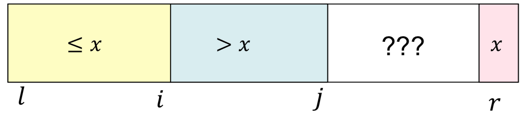 ≤ x > x ??? x
l i j r